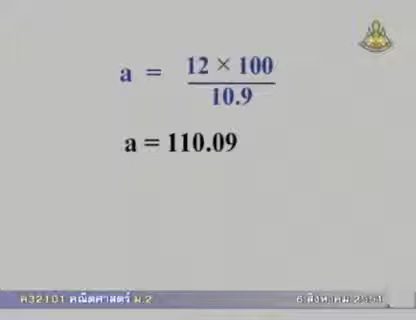 a = 12 × 100
10.9
a = 110.09
ค32101 คณิตศาสตร์ ม.2
6 สิงหาคม 2551